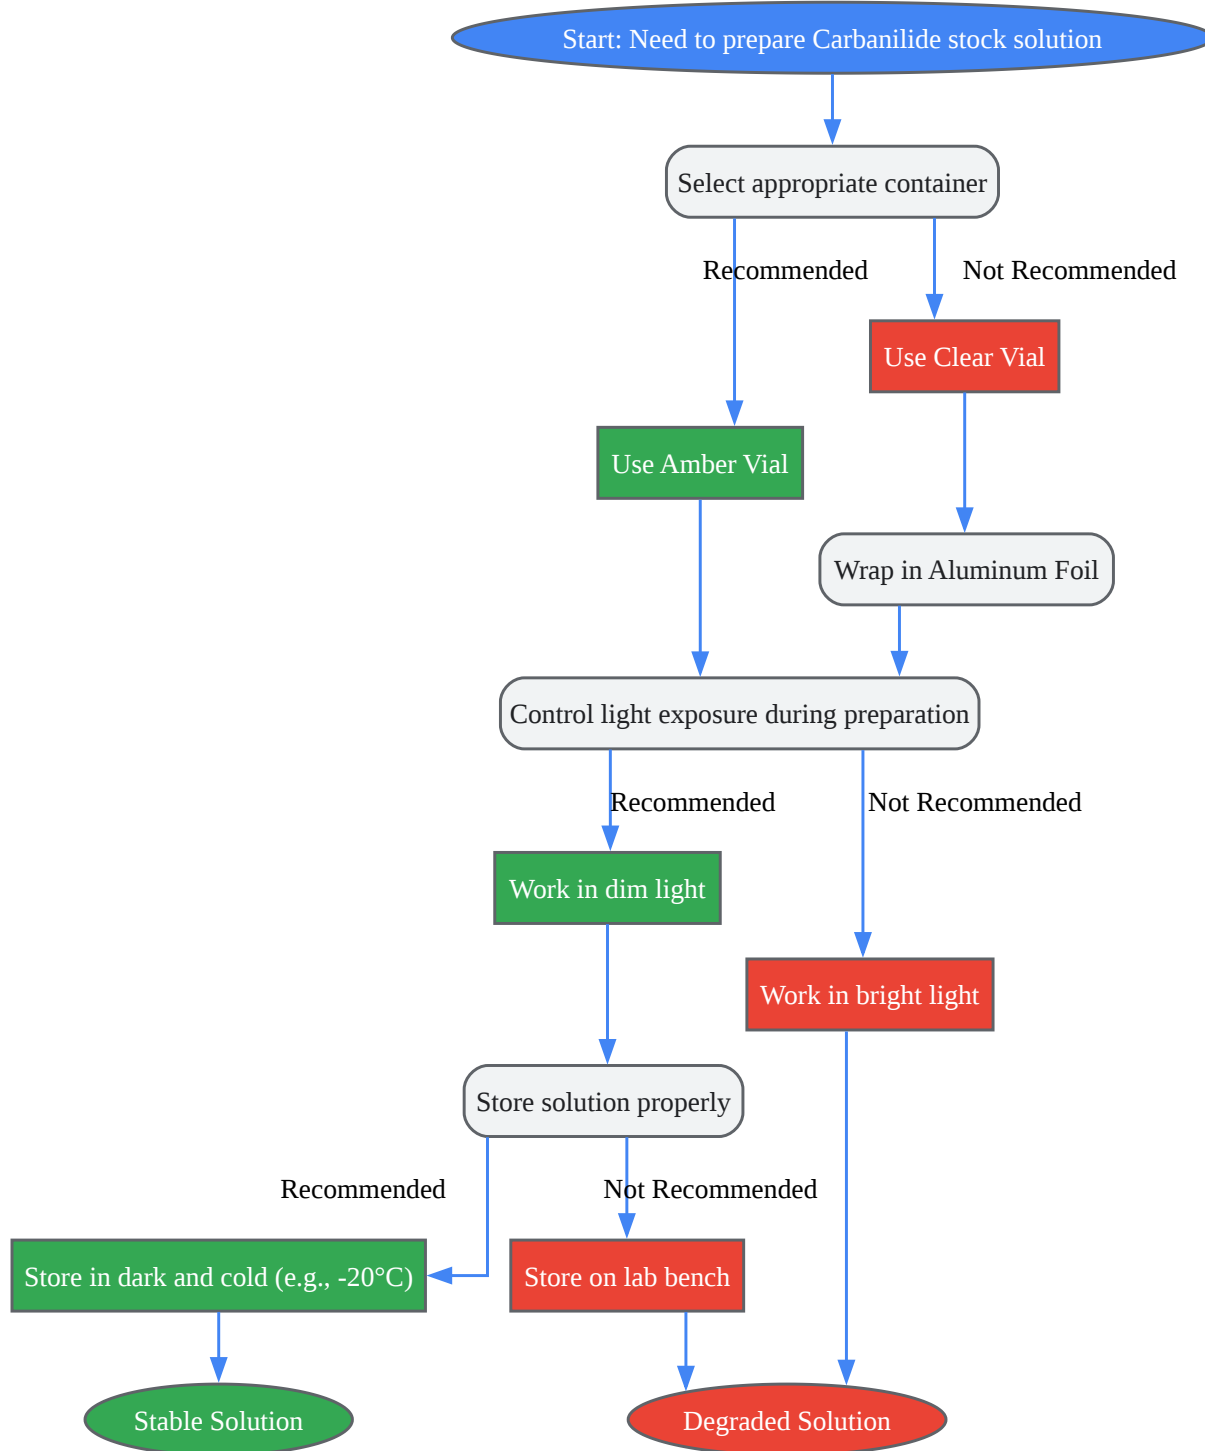 Start: Need to prepare Carbanilide stock solution
Select appropriate container
Recommended
Not Recommended
Use Clear Vial
Use Amber Vial
Wrap in Aluminum Foil
Control light exposure during preparation
Recommended
Not Recommended
Work in dim light
Work in bright light
Store solution properly
Recommended
Not Recommended
Store in dark and cold (e.g., -20°C)
Store on lab bench
Stable Solution
Degraded Solution